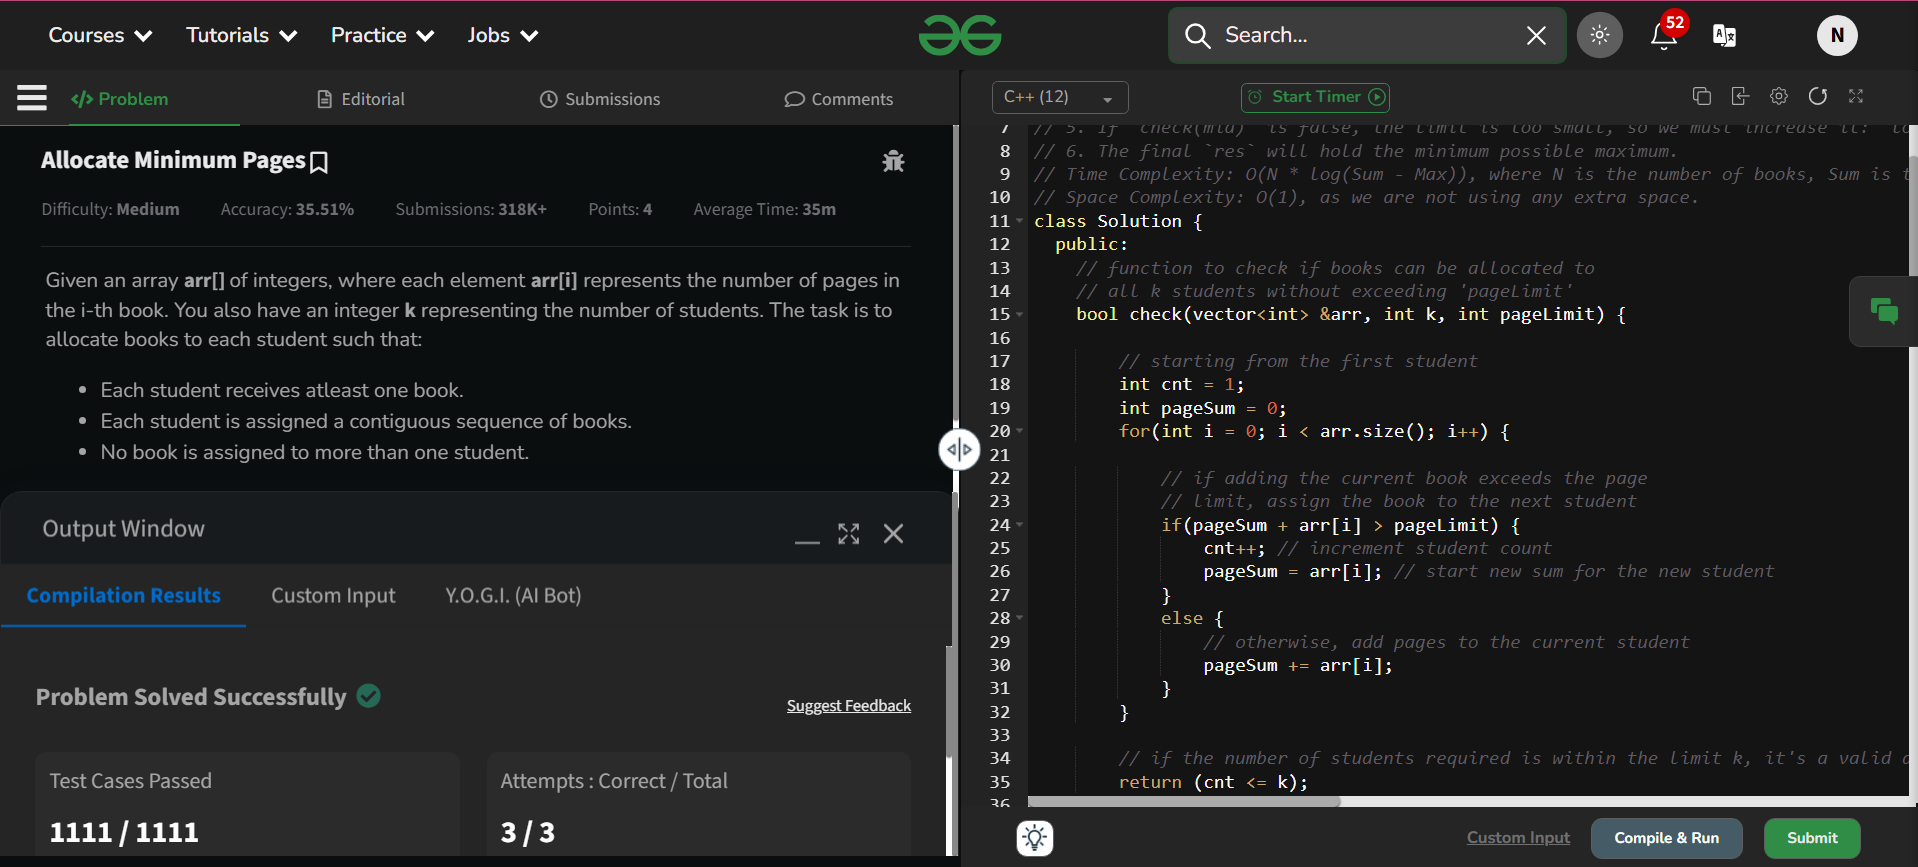 Courses Tutorials Practice Jobs Search... 52 N
Problem Editorial Submissions Comments
Allocate Minimum Pages
Difficulty: Medium Accuracy: 35.51% Submissions: 318K+ Points: 4 Average Time: 35m
Given an array arr[] of integers, where each element arr[i] represents the number of pages in
the i-th book. You also have an integer k representing the number of students. The task is to
allocate books to each student such that:
Each student receives atleast one book.
Each student is assigned a contiguous sequence of books.
No book is assigned to more than one student.
Output Window
Compilation Results Custom Input Y.O.G.I. (AI Bot)
Problem Solved Successfully
Suggest Feedback
Test Cases Passed
1111 / 1111
Attempts : Correct / Total
3 / 3
C++ (12) Start Timer
7 // 5. If `check(mid)` is false, the limit is too small, so we must increase it:
8 // 6. The final `res` will hold the minimum possible maximum.
9 // Time Complexity: O(N * log(Sum - Max)), where N is the number of books, Sum is
10 // Space Complexity: O(1), as we are not using any extra space.
11 class Solution {
12 public:
13 // function to check if books can be allocated to
14 // all k students without exceeding 'pageLimit'
15 bool check(vector<int> &arr, int k, int pageLimit) {
16
17 // starting from the first student
18 int cnt = 1;
19 int pageSum = 0;
20 for(int i = 0; i < arr.size(); i++) {
21
22 // if adding the current book exceeds the page
23 // limit, assign the book to the next student
24 if(pageSum + arr[i] > pageLimit) {
25 cnt++; // increment student count
26 pageSum = arr[i]; // start new sum for the new student
27 }
28 else {
29 // otherwise, add pages to the current student
30 pageSum += arr[i];
31 }
32 }
33
34 // if the number of students required is within the limit k, it's a valid
35 return (cnt <= k);
36
Custom Input Compile & Run Submit